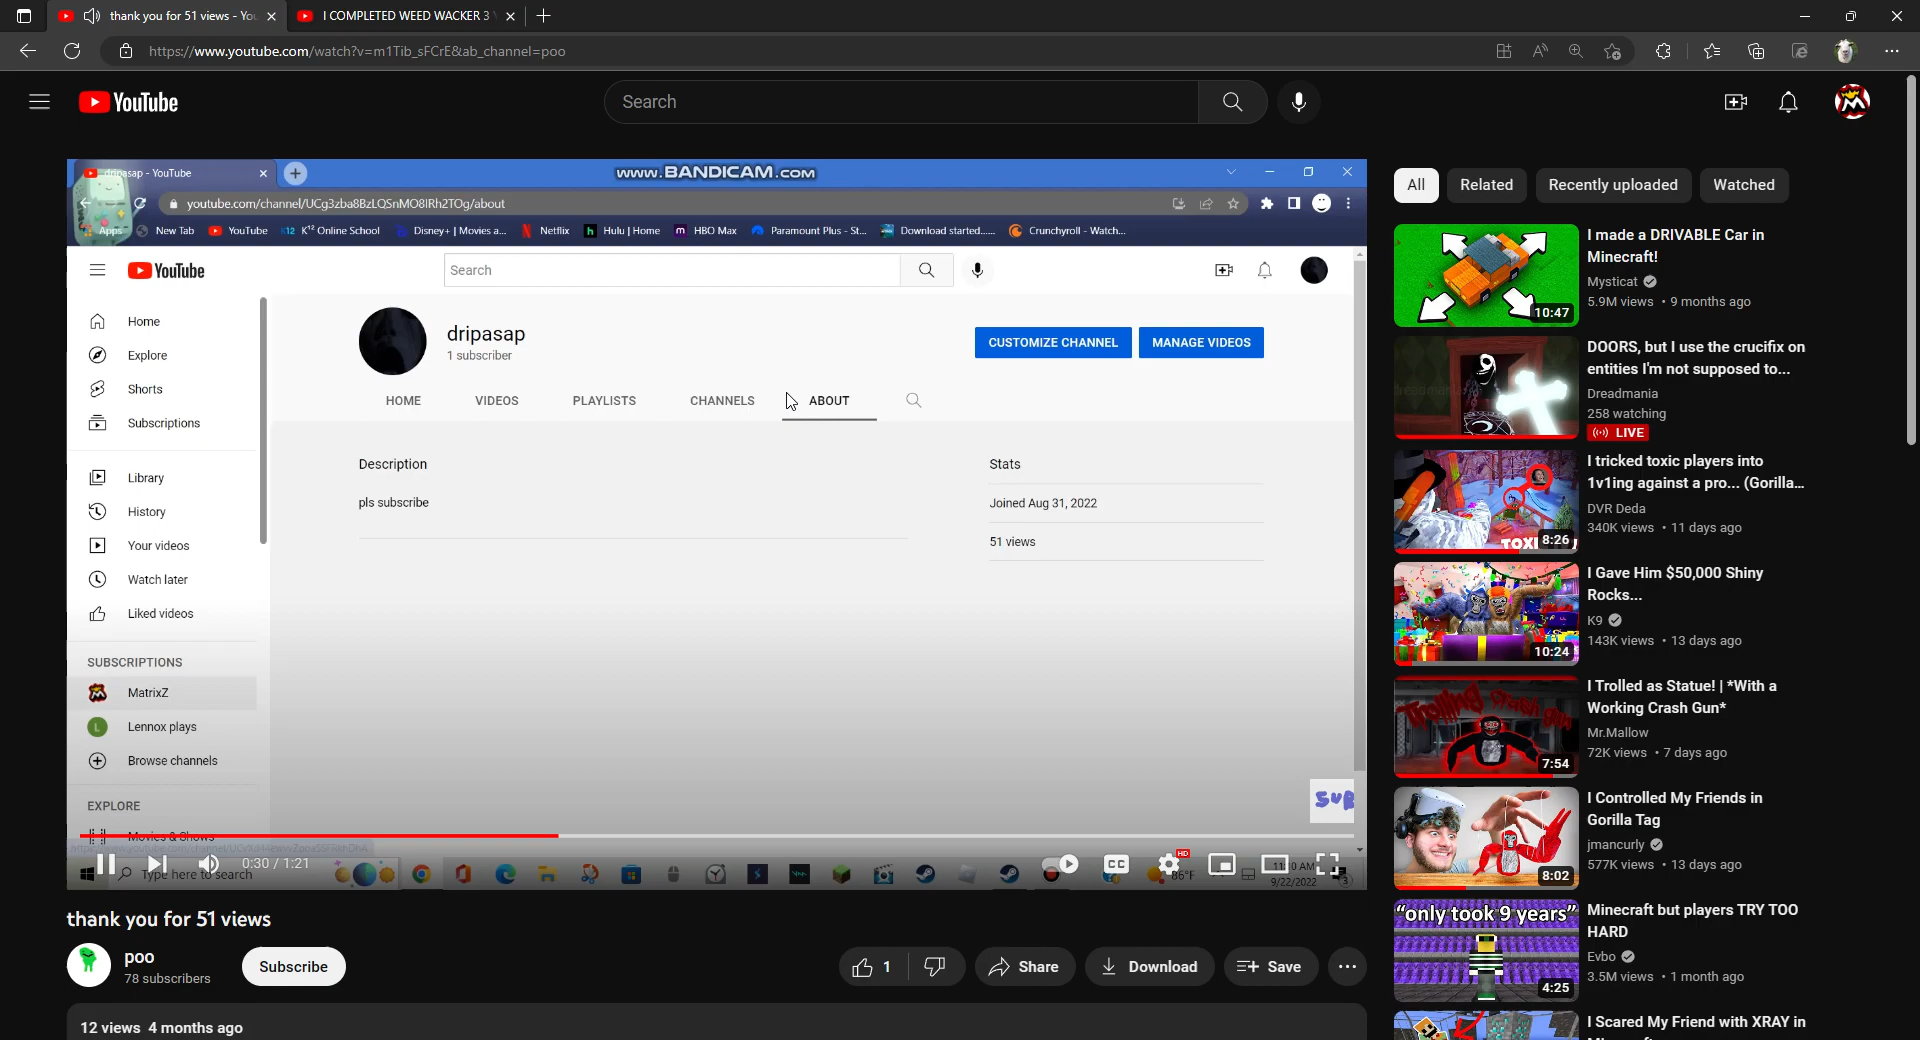 thank you for 51 views - Yo
I COMPLETED WEED WACKER 3
https://www.youtube.com/watch?v=m1Tib_sFCrE&ab_channel=poo
YouTube
Search
dripasap - YouTube
www.BANDICAM.com
youtube.com/channel/UCg3zba8BzLQSnMO8IRh2TOg/about
Apps
New Tab
YouTube
K12 K¹² Online School
Disney+ | Movies a...
Netflix
Hulu | Home
HBO Max
Paramount Plus - St...
Download started......
Crunchyroll - Watch...
YouTube
Search
Home
Explore
Shorts
Subscriptions
Library
History
Your videos
Watch later
Liked videos
SUBSCRIPTIONS
MatrixZ
L Lennox plays
Browse channels
EXPLORE
Movies & Shows
dripasap
1 subscriber
CUSTOMIZE CHANNEL
MANAGE VIDEOS
HOME
VIDEOS
PLAYLISTS
CHANNELS
ABOUT
Description
pls subscribe
Stats
Joined Aug 31, 2022
51 views
SUB
0:30 / 1:21
Type here to search
CC
HD
86°F
9/22/2022
3
thank you for 51 views
poo
78 subscribers
Subscribe
1
Share
Download
Save
12 views 4 months ago
All
Related
Recently uploaded
Watched
10:47
I made a DRIVABLE Car in
Minecraft!
Mysticat
5.9M views • 9 months ago
DOORS, but I use the crucifix on
entities I'm not supposed to...
Dreadmania
258 watching
LIVE
TOXI
8:26
I tricked toxic players into
1v1ing against a pro... (Gorilla...
DVR Deda
340K views • 11 days ago
10:24
I Gave Him $50,000 Shiny
Rocks...
K9
143K views • 13 days ago
7:54
I Trolled as Statue! | *With a
Working Crash Gun*
Mr.Mallow
72K views • 7 days ago
8:02
I Controlled My Friends in
Gorilla Tag
jmancurly
577K views • 13 days ago
"only took 9 years"
4:25
Minecraft but players TRY TOO
HARD
Evbo
3.5M views • 1 month ago
I Scared My Friend with XRAY in